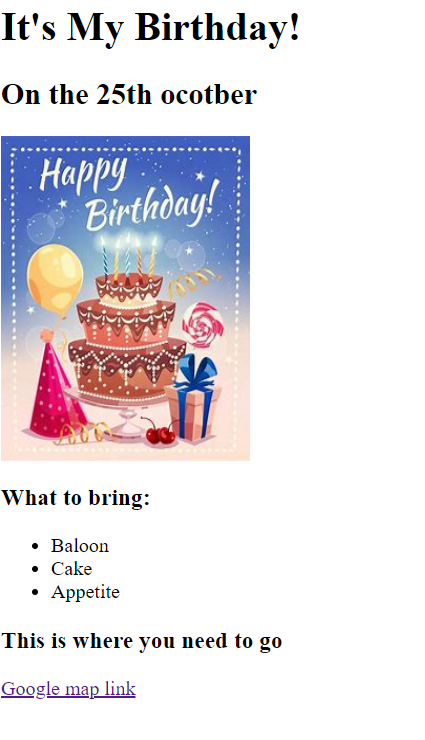 It's My Birthday!
On the 25th ocotber
Happy
Birthday!
What to bring:
Baloon
Cake
Appetite
This is where you need to go
Google map link